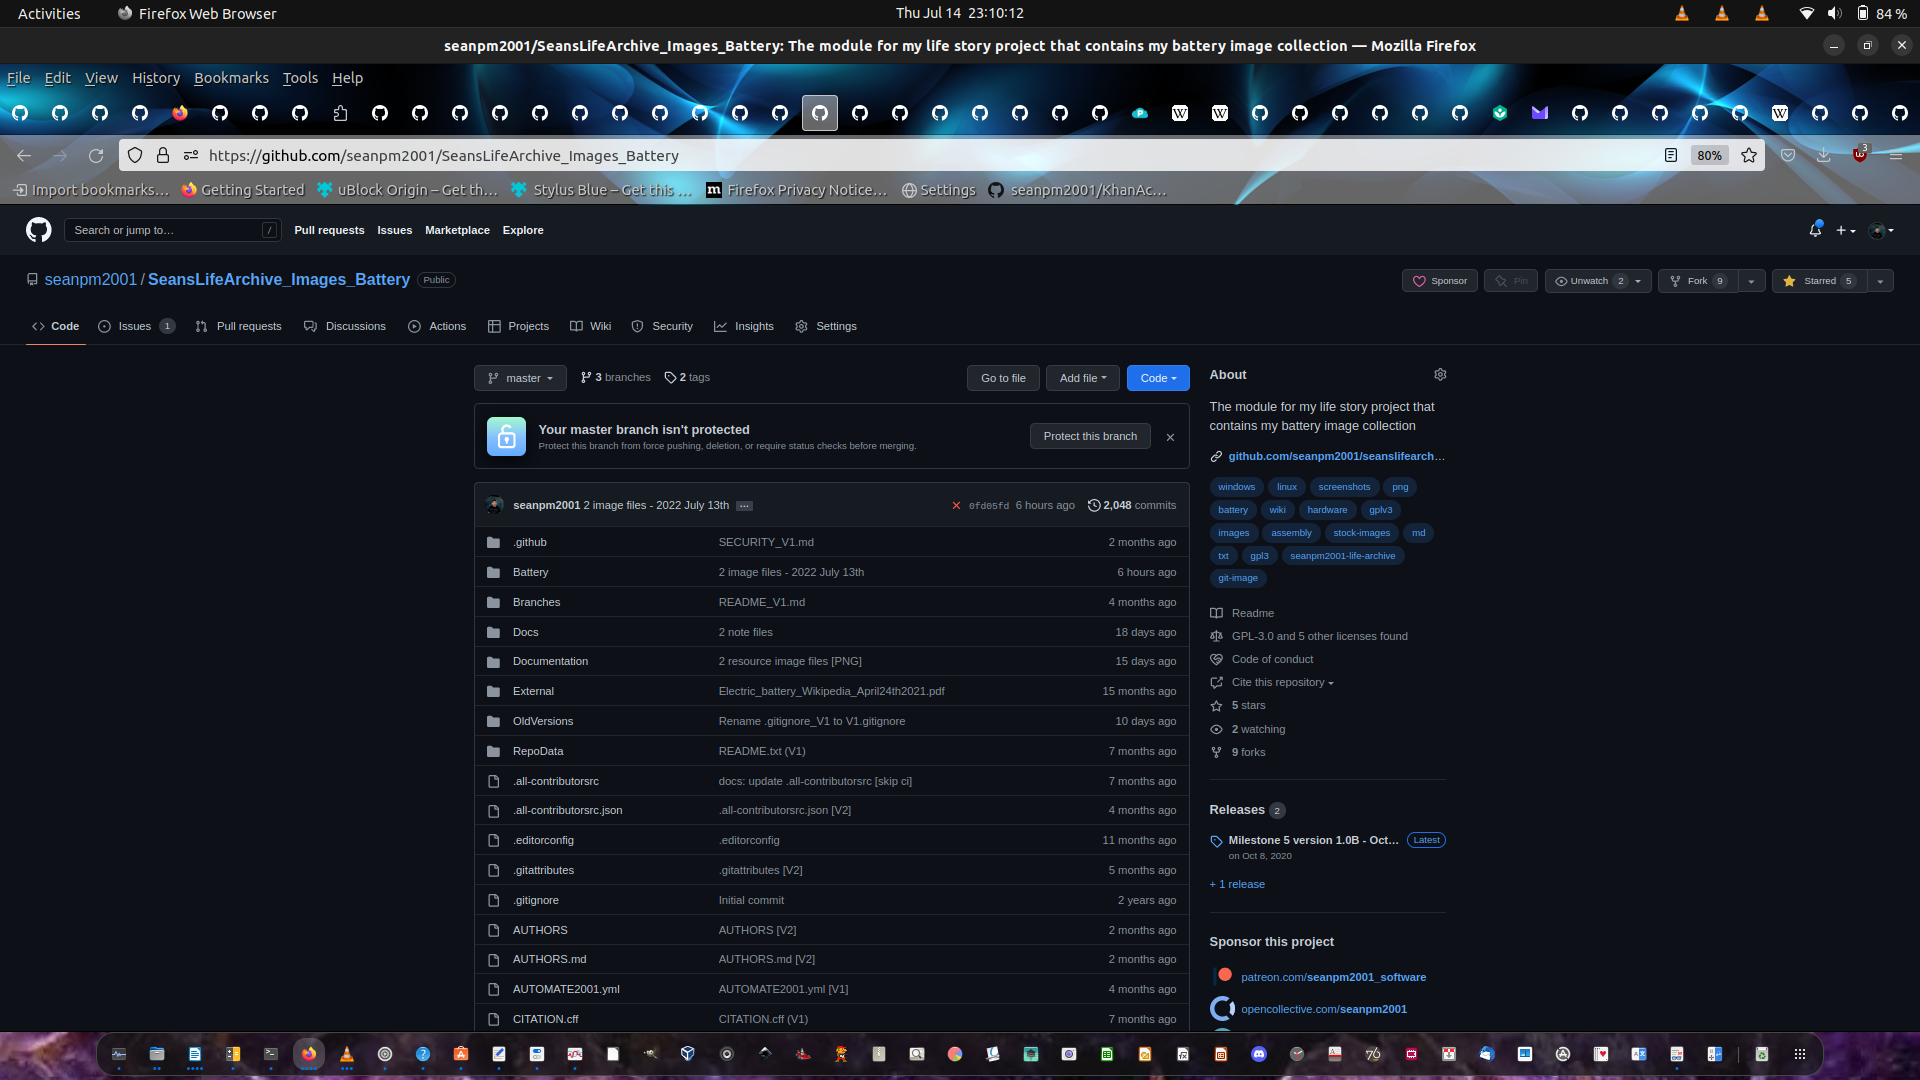 Activities
Firefox Web Browser
Thu Jul 14 23:10:12
84 %
seanpm2001/SeansLifeArchive_Images_Battery: The module for my life story project that contains my battery image collection — Mozilla Firefox
File Edit View History Bookmarks Tools Help
https://github.com/seanpm2001/SeansLifeArchive_Images_Battery
80%
3
Import bookmarks… Getting Started uBlock Origin – Get th… Stylus Blue – Get this … Firefox Privacy Notice… Settings seanpm2001/KhanAc…
Search or jump to… /
Pull requests Issues Marketplace Explore
seanpm2001 / SeansLifeArchive_Images_Battery Public
Sponsor Pin Unwatch 2 Fork 9 Starred 5
Code Issues 1 Pull requests Discussions Actions Projects Wiki Security Insights Settings
master 3 branches 2 tags Go to file Add file Code
Your master branch isn't protected
Protect this branch from force pushing, deletion, or require status checks before merging.
Protect this branch
seanpm2001 2 image files - 2022 July 13th … 0fd05fd 6 hours ago 2,048 commits
.github SECURITY_V1.md 2 months ago
Battery 2 image files - 2022 July 13th 6 hours ago
Branches README_V1.md 4 months ago
Docs 2 note files 18 days ago
Documentation 2 resource image files [PNG] 15 days ago
External Electric_battery_Wikipedia_April24th2021.pdf 15 months ago
OldVersions Rename .gitignore_V1 to V1.gitignore 10 days ago
RepoData README.txt (V1) 7 months ago
.all-contributorsrc docs: update .all-contributorsrc [skip ci] 7 months ago
.all-contributorsrc.json .all-contributorsrc.json [V2] 4 months ago
.editorconfig .editorconfig 11 months ago
.gitattributes .gitattributes [V2] 5 months ago
.gitignore Initial commit 2 years ago
AUTHORS AUTHORS [V2] 2 months ago
AUTHORS.md AUTHORS.md [V2] 2 months ago
AUTOMATE2001.yml AUTOMATE2001.yml [V1] 4 months ago
CITATION.cff CITATION.cff (V1) 7 months ago
About
The module for my life story project that
contains my battery image collection
github.com/seanpm2001/seanslifearch…
windows linux screenshots png
battery wiki hardware gplv3
images assembly stock-images md
txt gpl3 seanpm2001-life-archive
git-image
Readme
GPL-3.0 and 5 other licenses found
Code of conduct
Cite this repository
5 stars
2 watching
9 forks
Releases 2
Milestone 5 version 1.0B - Oct… Latest
on Oct 8, 2020
+ 1 release
Sponsor this project
patreon.com/seanpm2001_software
opencollective.com/seanpm2001